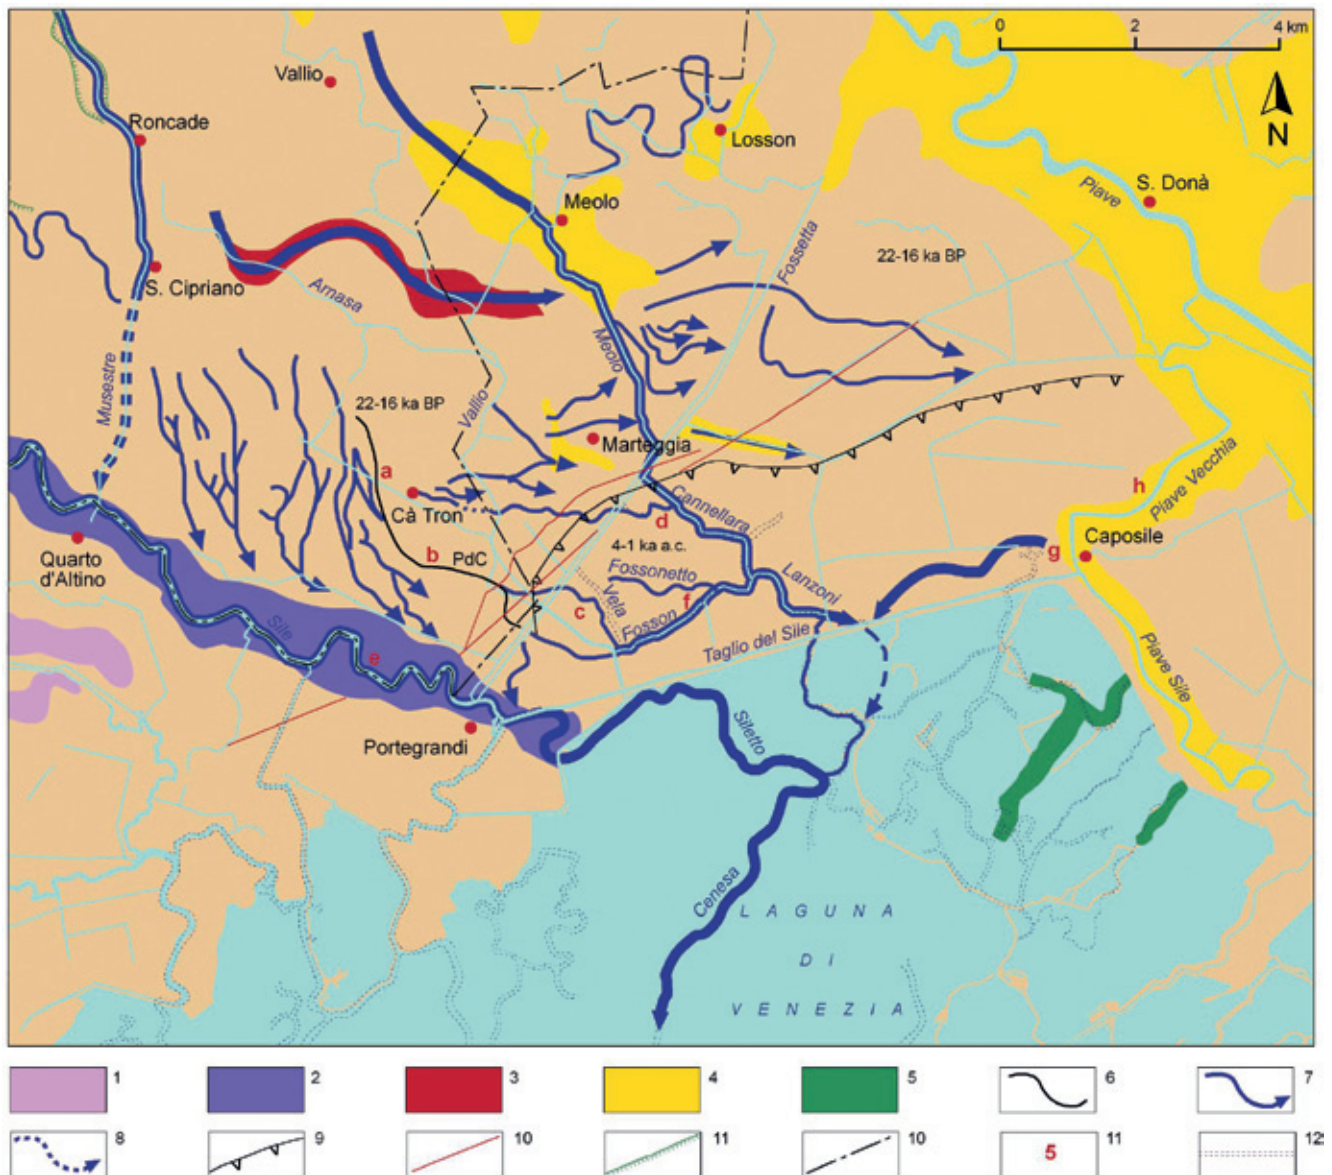 0 2 4 km
Vallio
Roncade
Losson
N
S. Donà
Piave
Meolo
Fossetta
22-16 ka BP
S. Cipriano
Arnasa
Musestre
Meolo
22-16 ka BP
Vallio
Marteggia
a
Cà Tron
Cannellara
h
Piave Vecchia
d
b
PdC
4-1 ka a.c.
Quarto
d'Altino
Fossonetto
g
Caposile
Lanzoni
Vela
c
f
Fosson
Sile
e
Taglio del Sile
Piave Sile
Portegrandi
Siletto
Cenesa
LAGUNA
DI
VENEZIA
1 2 3 4 5 6 7
8 9 10 11 10 5 11 12